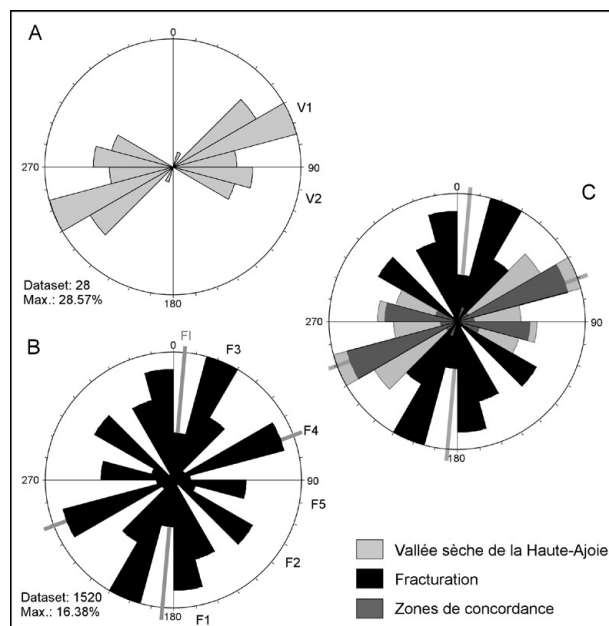 A
0
V1
270
90
V2
Dataset: 28
Max.: 28.57%
180
C
0
270
90
180
B
0
FI
F3
F4
270
90
F5
F2
Dataset: 1520
Max.: 16.38%
180
F1
Vallée sèche de la Haute-Ajoie
Fracturation
Zones de concordance